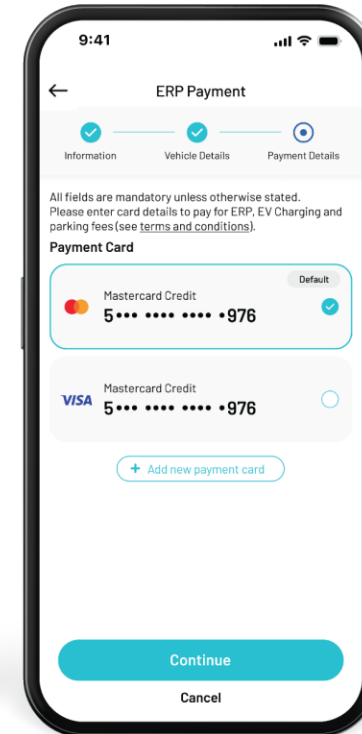 9:41
ERP Payment
Information
Vehicle Details
Payment Details
All fields are mandatory unless otherwise stated.
Please enter card details to pay for ERP, EV Charging and
parking fees (see terms and conditions).
Payment Card
Default
Mastercard Credit
5••• •••• •••• •976
VISA
Mastercard Credit
5••• •••• •••• •976
+ Add new payment card
Continue
Cancel